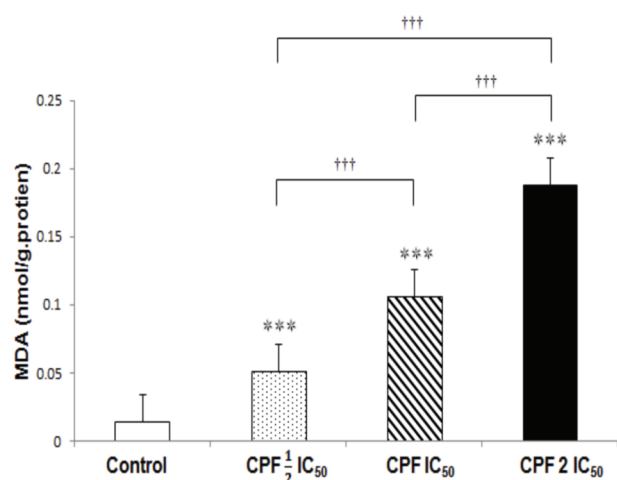 †††
†††
†††
***
***
***
0.25
0.2
0.15
0.1
0.05
0
MDA (nmol/g.protien)
Control
CPF 1/2 IC50
CPF IC50
CPF 2 IC50